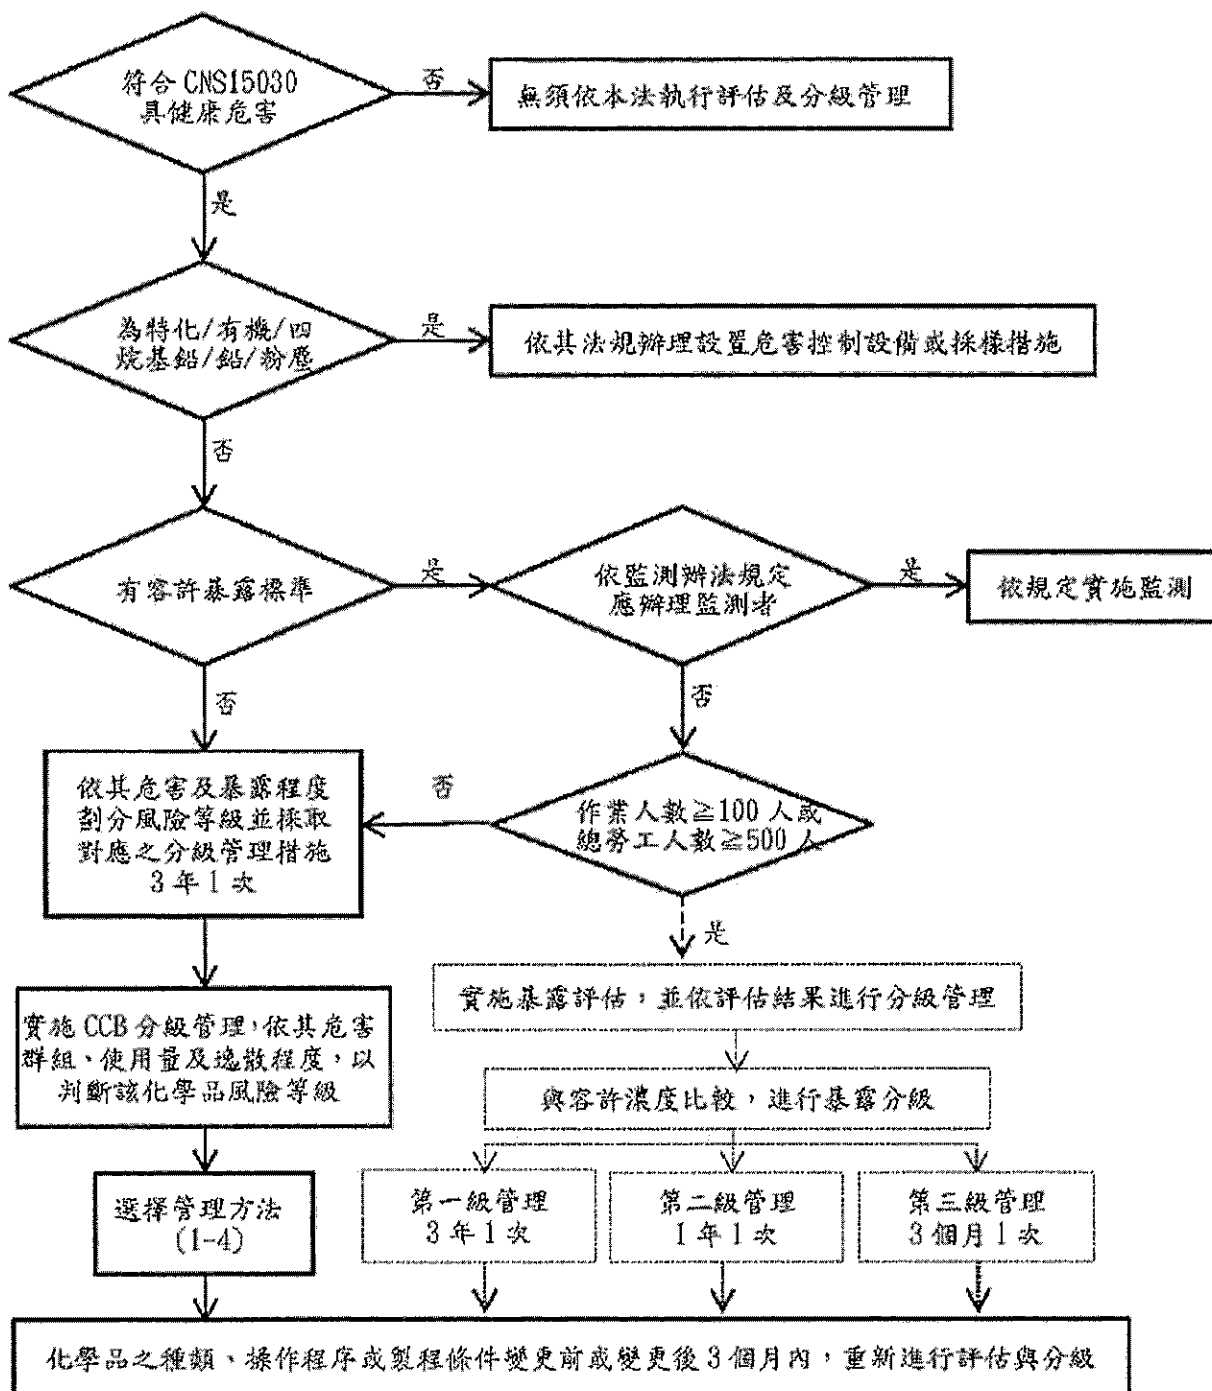 符合 CNS15030
具健康危害
否
無須依本法執行評估及分級管理
是
為特化/有機/四
烷基鉛/鉛/粉塵
是
依其法規辦理設置危害控制設備或採樣措施
否
有容許暴露標準
是
依監測辦法規定
應辦理監測者
是
依規定實施監測
否
否
依其危害及暴露程度
劃分風險等級並採取
對應之分級管理措施
3 年 1 次
否
作業人數≧100 人或
總勞工人數≧500 人
是
實施暴露評估,並依評估結果進行分級管理
實施 CCB 分級管理,依其危害
群組、使用量及逸散程度,以
判斷該化學品風險等級
與容許濃度比較,進行暴露分級
選擇管理方法
(1-4)
第一級管理
3 年 1 次
第二級管理
1 年 1 次
第三級管理
3 個月 1 次
化學品之種類、操作程序或製程條件變更前或變更後 3 個月內,重新進行評估與分級